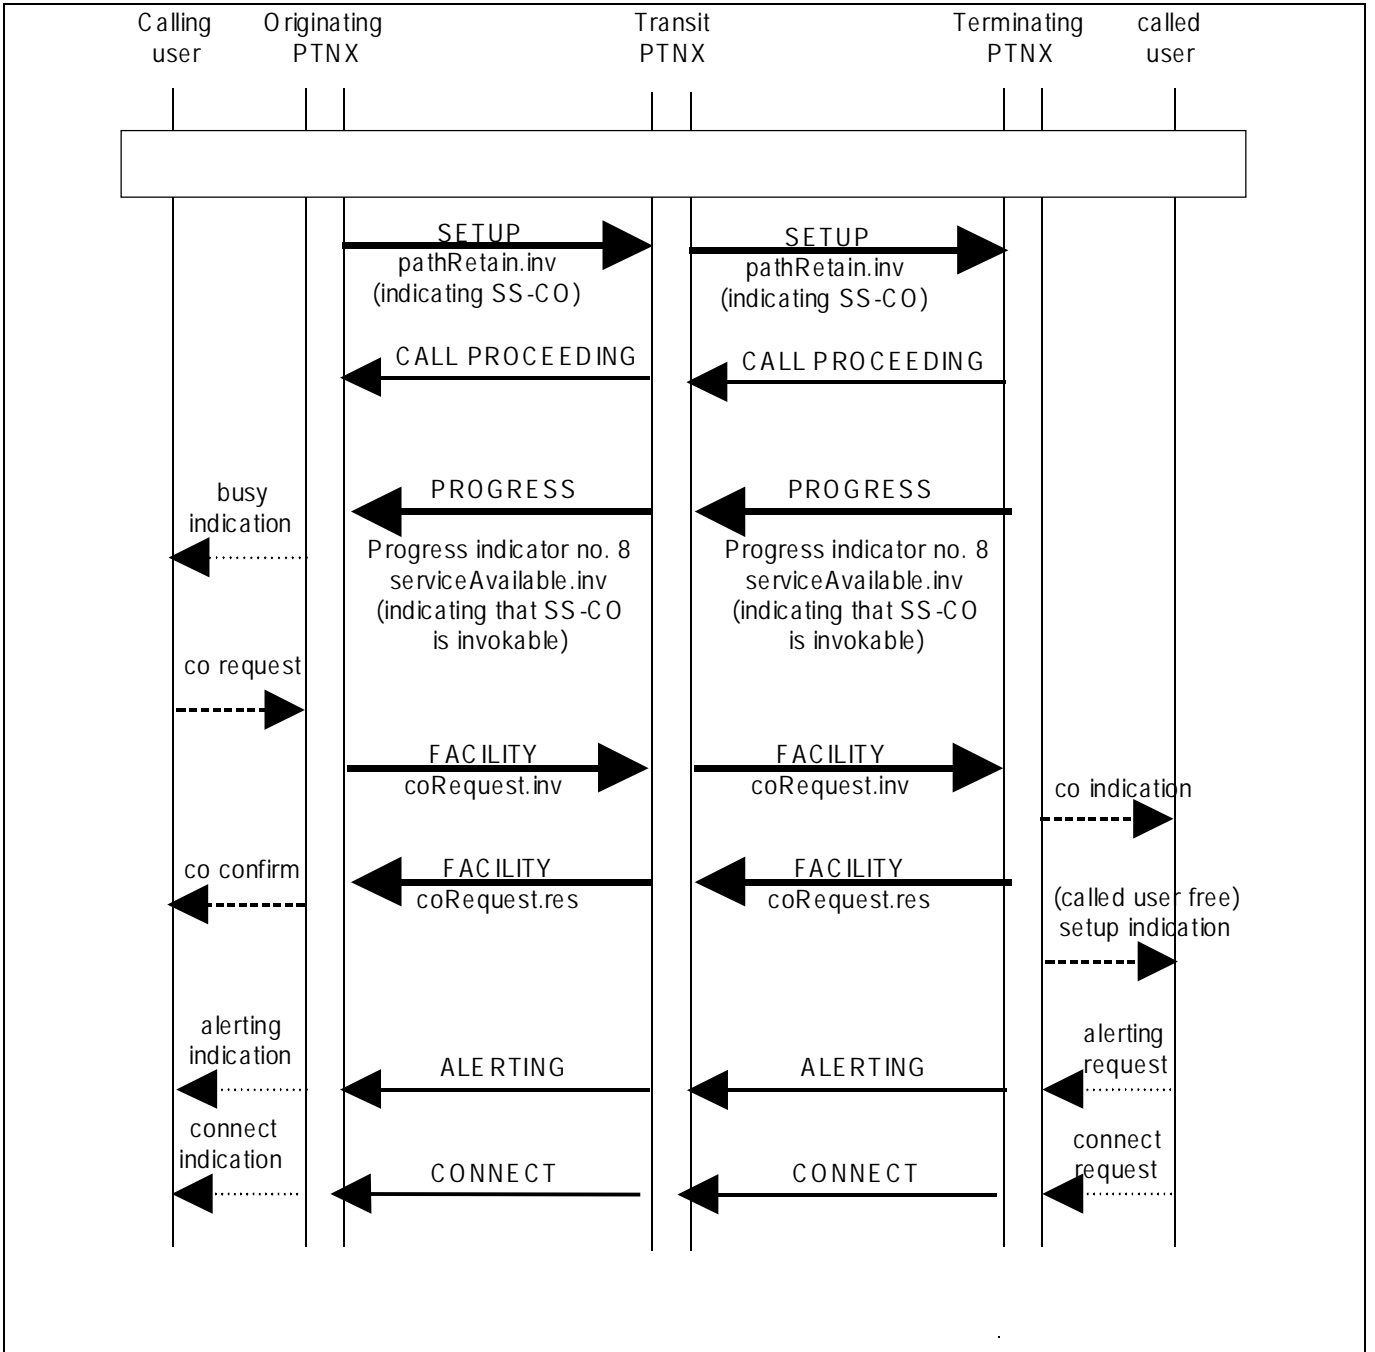 Calling
user
Originating
PTNX
Transit
PTNX
Terminating
PTNX
called
user
SETUP
pathRetain.inv
(indicating SS-CO)
SETUP
pathRetain.inv
(indicating SS-CO)
CALL PROCEEDING
CALL PROCEEDING
busy
indication
PROGRESS
Progress indicator no. 8
serviceAvailable.inv
(indicating that SS-CO
is invokable)
PROGRESS
Progress indicator no. 8
serviceAvailable.inv
(indicating that SS-CO
is invokable)
co request
FACILITY
coRequest.inv
FACILITY
coRequest.inv
co indication
co confirm
FACILITY
coRequest.res
FACILITY
coRequest.res
(called user free)
setup indication
alerting
indication
ALERTING
ALERTING
alerting
request
connect
indication
CONNECT
CONNECT
connect
request